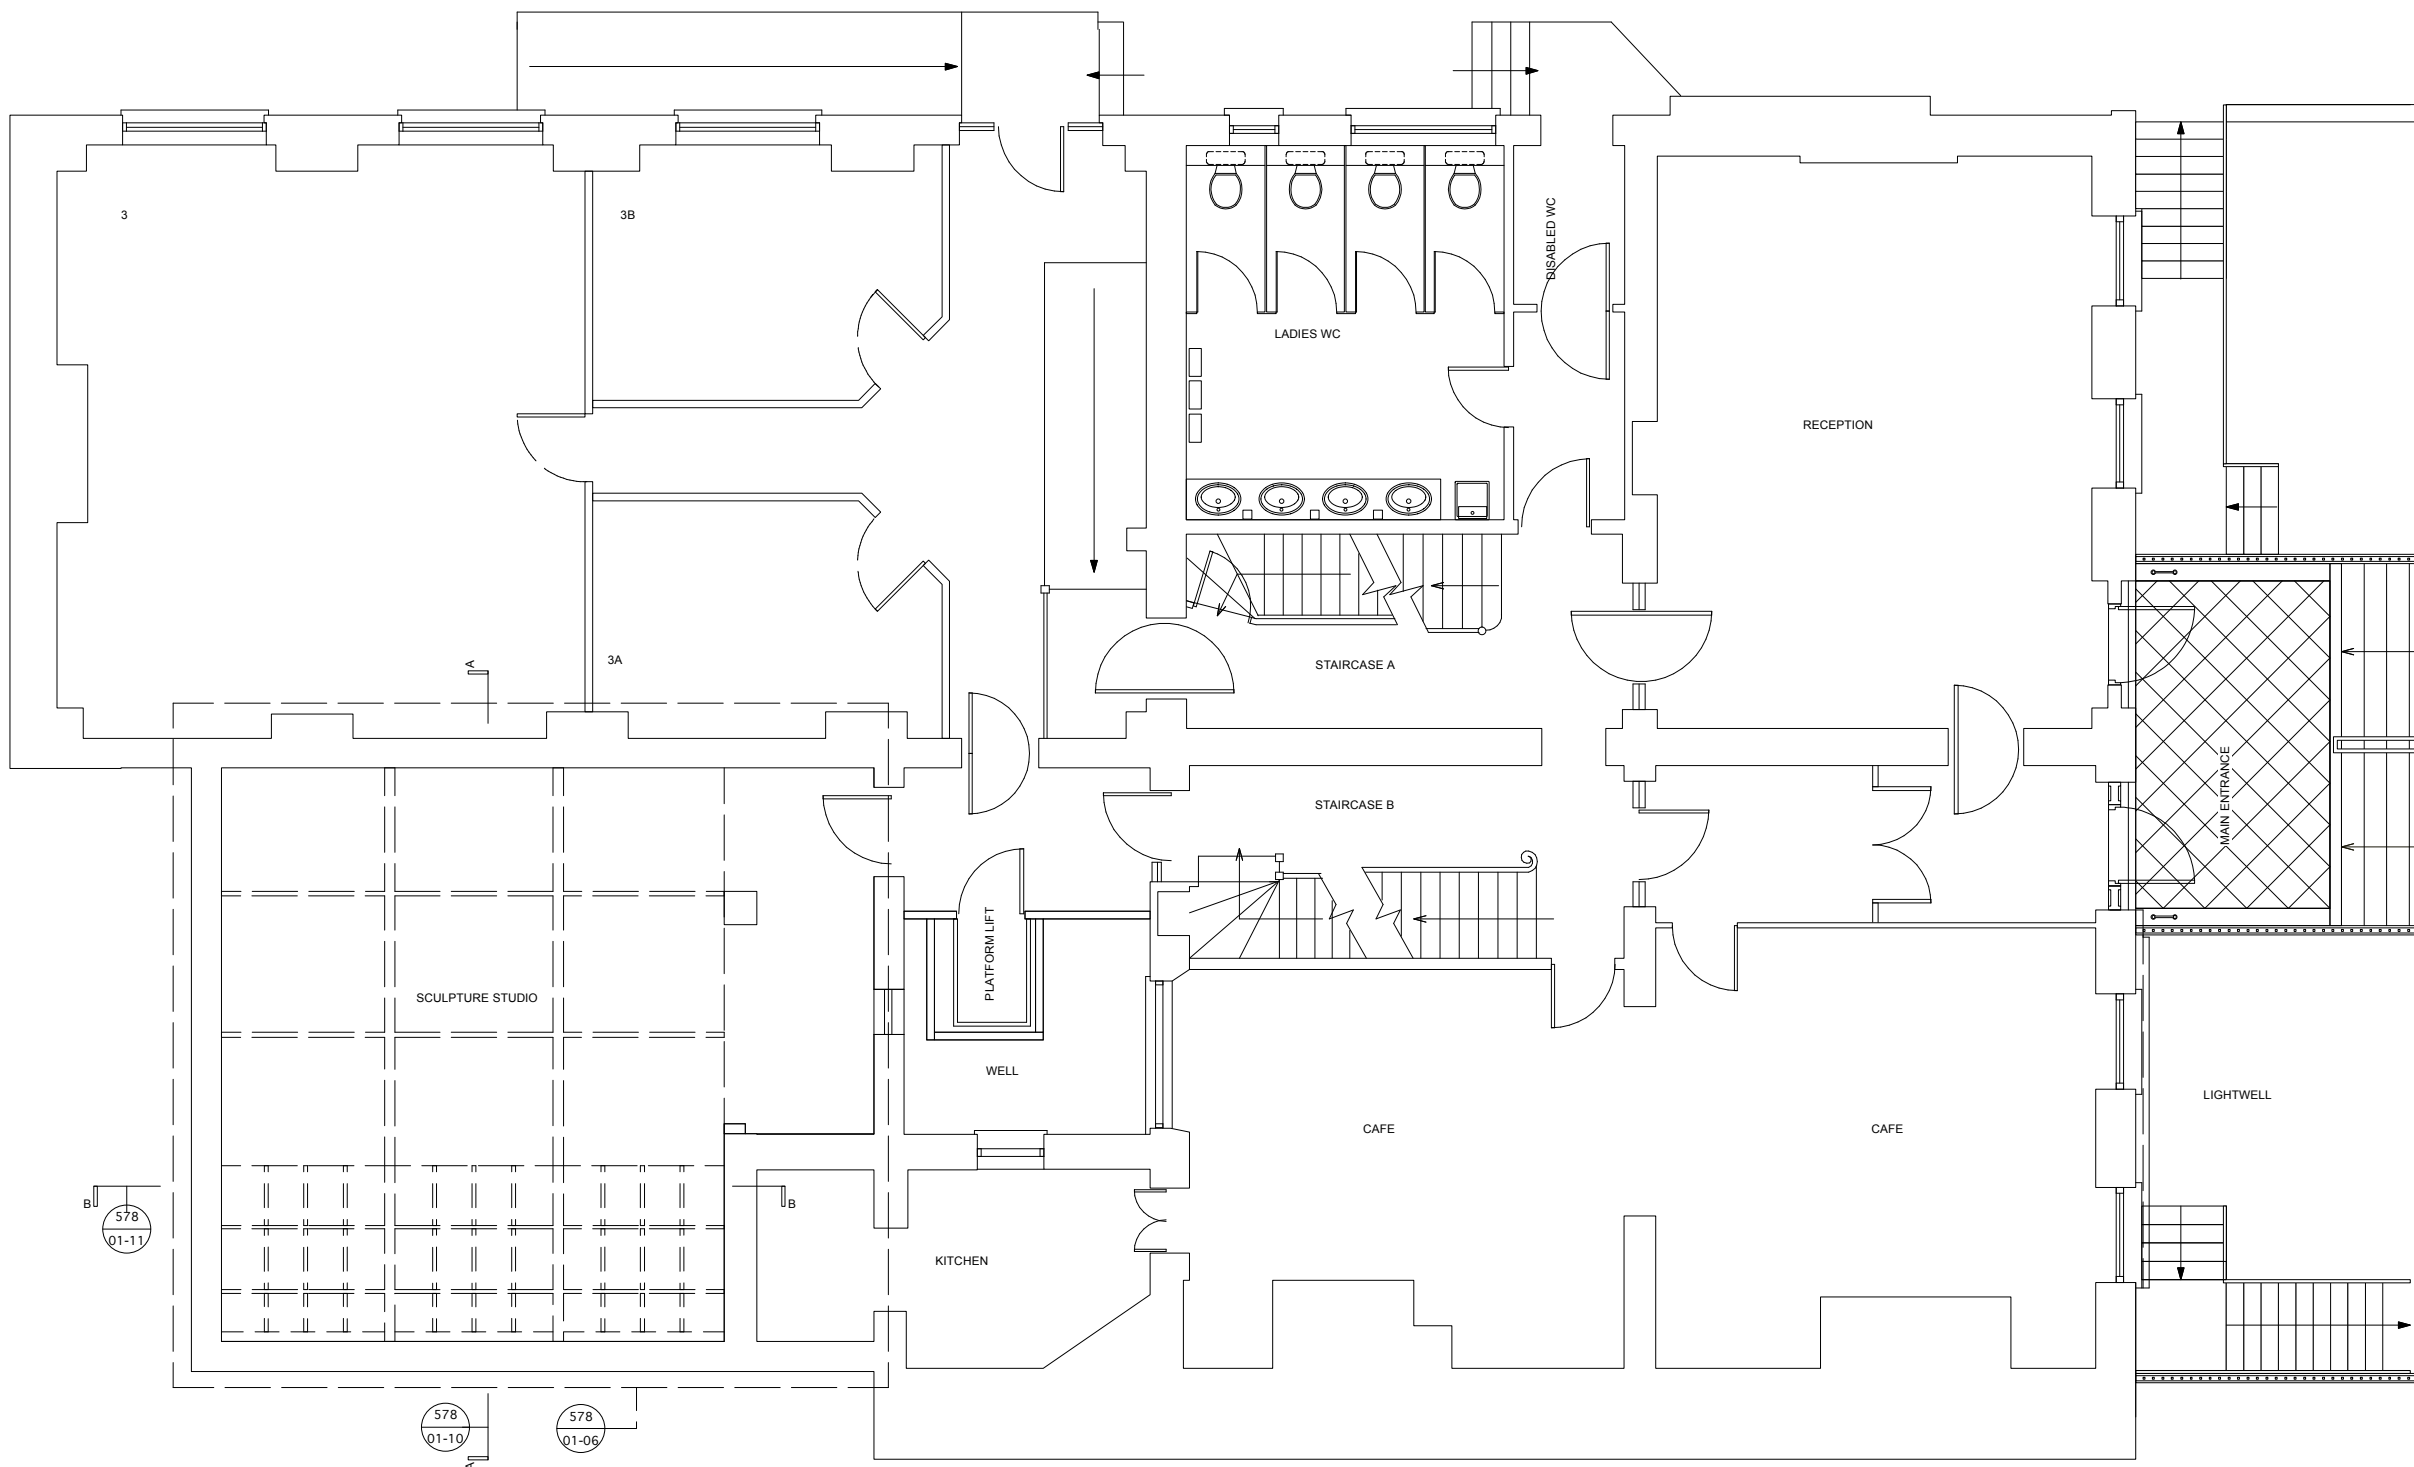 3
3B
DISABLED WC
LADIES WC
RECEPTION
A
3A
STAIRCASE A
STAIRCASE B
MAIN ENTRANCE
PLATFORM LIFT
SCULPTURE STUDIO
WELL
LIGHTWELL
CAFE
CAFE
B
B
578
01-11
KITCHEN
578
01-10
578
01-06
A